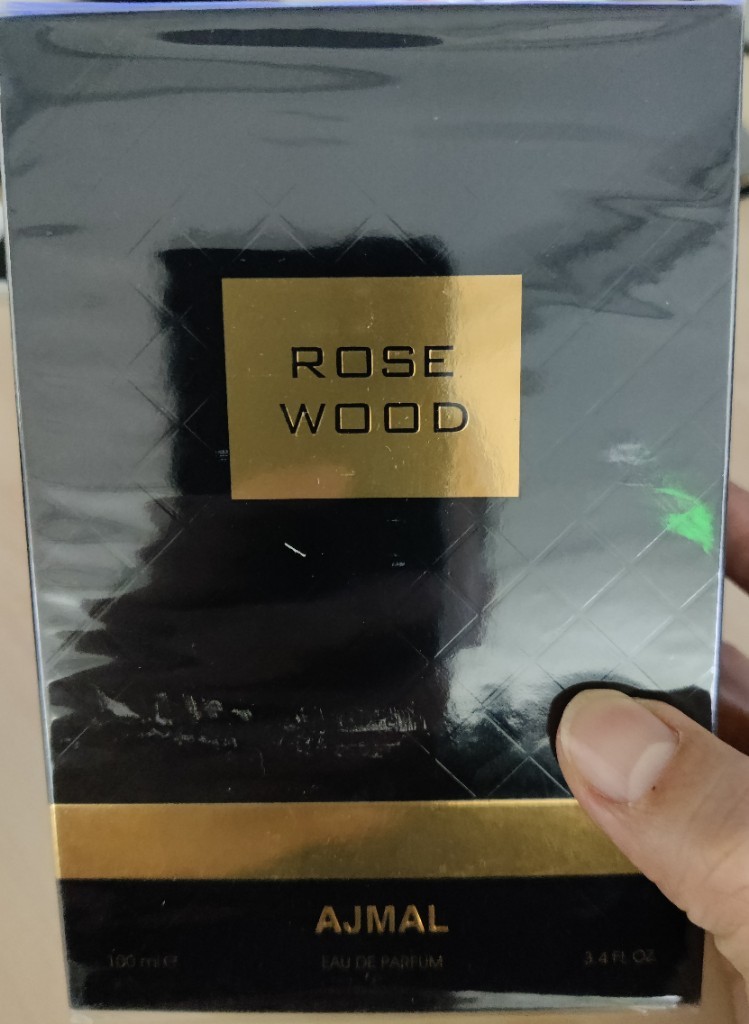 ROSE
WOOD
AJMAL
100 ml ℮
EAU DE PARFUM
3.4 FL OZ.